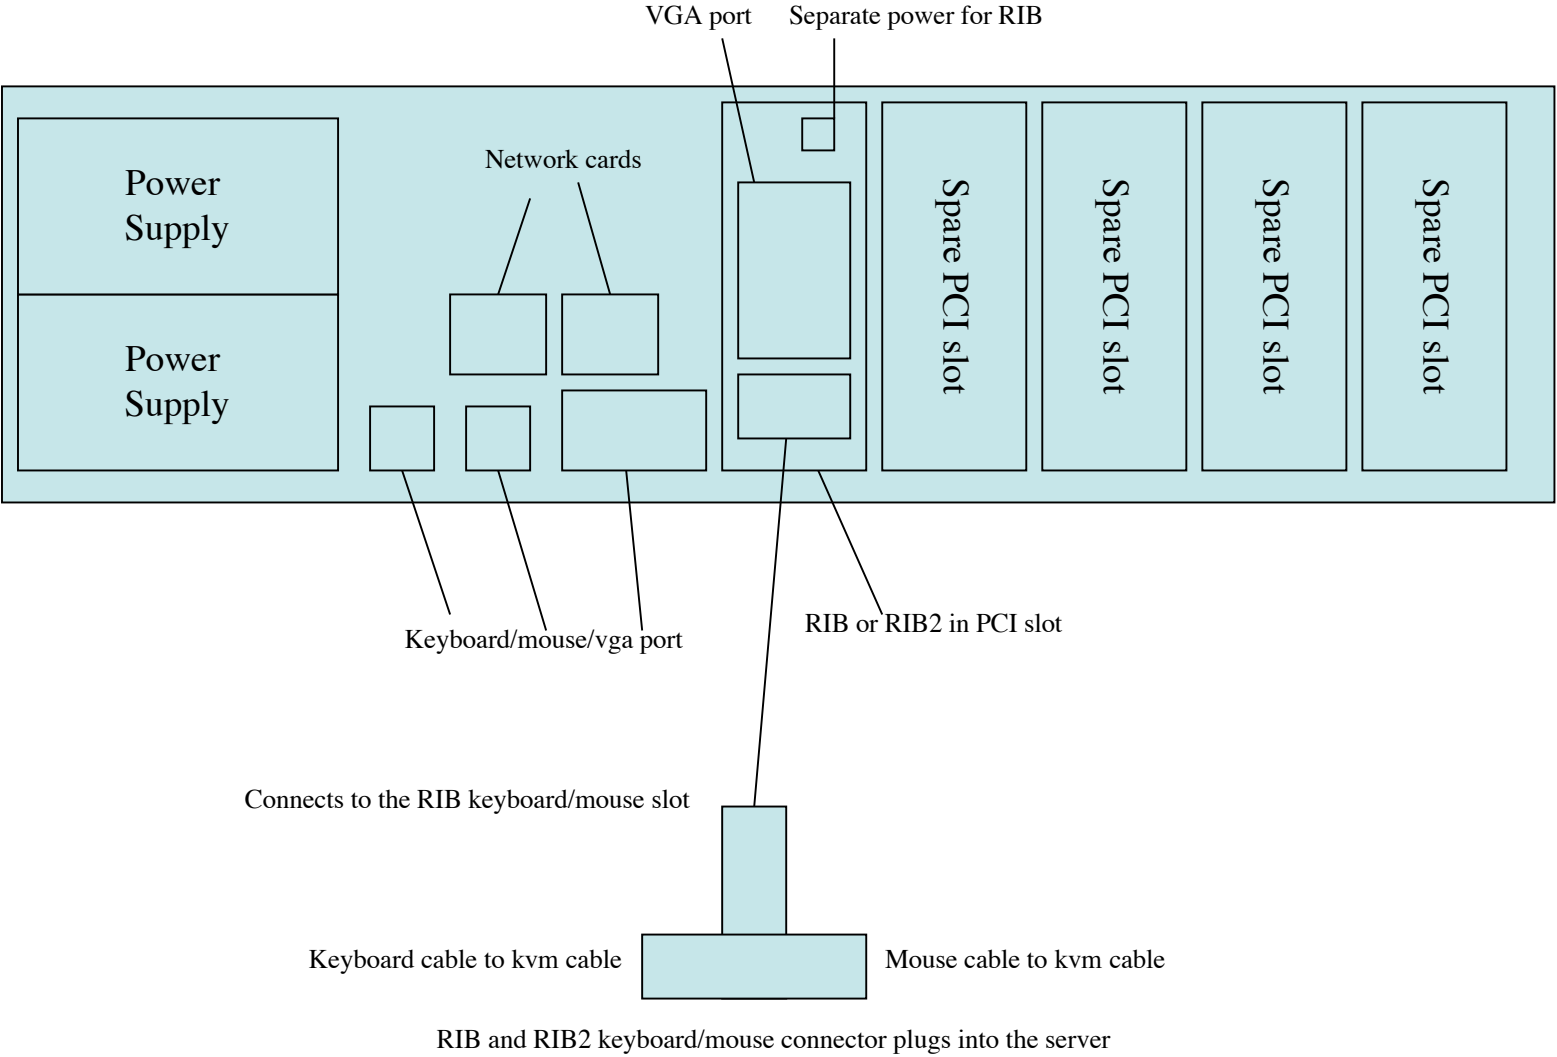 VGA port
Separate power for RIB
Network cards
Power
Supply
Power
Supply
Spare PCI slot
Spare PCI slot
Spare PCI slot
Spare PCI slot
Keyboard/mouse/vga port
RIB or RIB2 in PCI slot
Connects to the RIB keyboard/mouse slot
Keyboard cable to kvm cable
Mouse cable to kvm cable
RIB and RIB2 keyboard/mouse connector plugs into the server